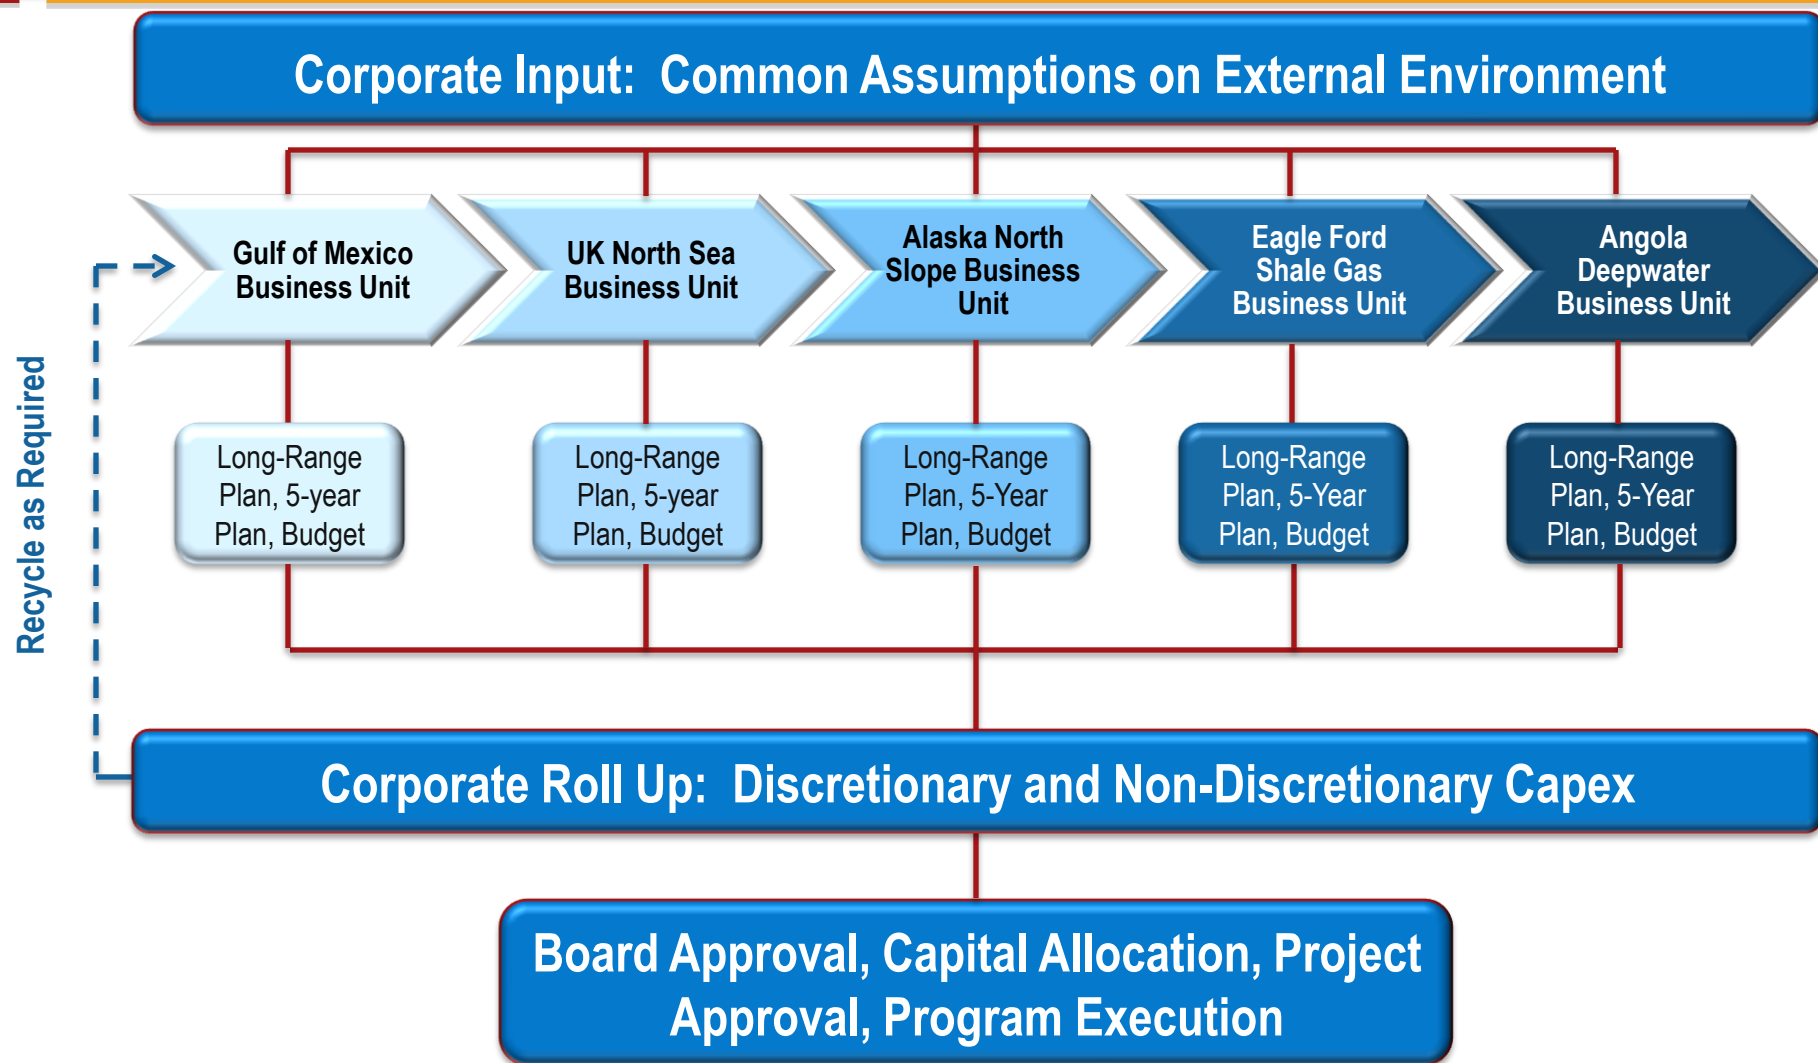 Corporate Input: Common Assumptions on External Environment
Gulf of Mexico
Business Unit
UK North Sea
Business Unit
Alaska North
Slope Business
Unit
Eagle Ford
Shale Gas
Business Unit
Angola
Deepwater
Business Unit
Recycle as Required
Long-Range
Plan, 5-year
Plan, Budget
Long-Range
Plan, 5-year
Plan, Budget
Long-Range
Plan, 5-Year
Plan, Budget
Long-Range
Plan, 5-Year
Plan, Budget
Long-Range
Plan, 5-Year
Plan, Budget
Corporate Roll Up: Discretionary and Non-Discretionary Capex
Board Approval, Capital Allocation, Project
Approval, Program Execution